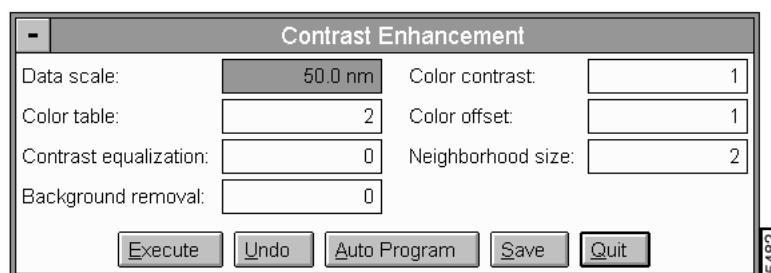 Contrast Enhancement
Data scale: 50.0 nm Color contrast: 1
Color table: 2 Color offset: 1
Contrast equalization: 0 Neighborhood size: 2
Background removal: 0
Execute Undo Auto Program Save Quit